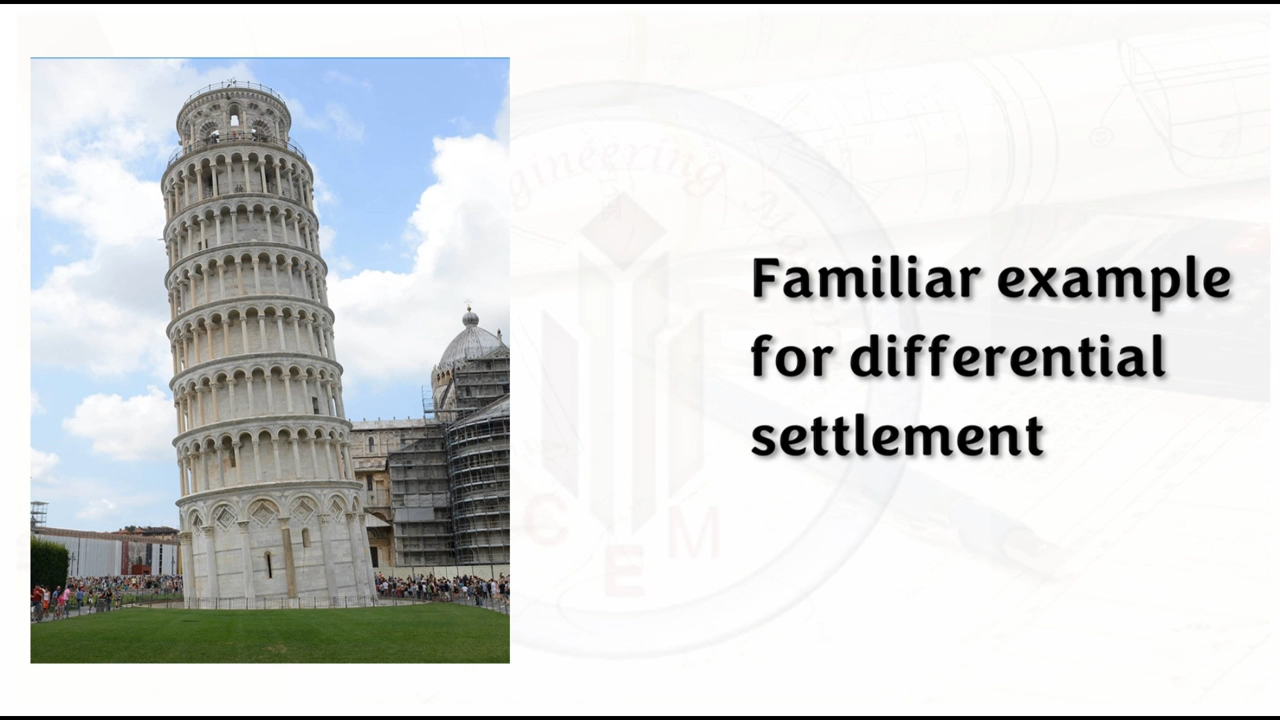 Familiar example
for differential
settlement
C
E
M